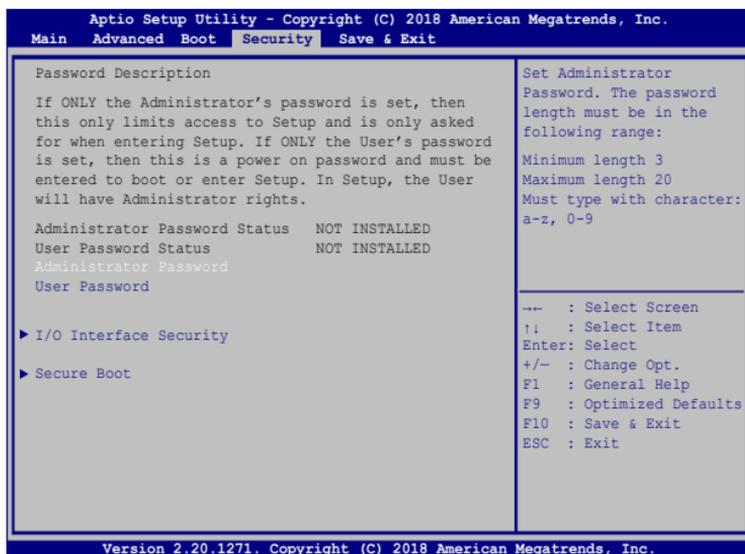 Aptio Setup Utility - Copyright (C) 2018 American Megatrends, Inc.
Main Advanced Boot Security Save & Exit
Password Description
If ONLY the Administrator's password is set, then
this only limits access to Setup and is only asked
for when entering Setup. If ONLY the User's password
is set, then this is a power on password and must be
entered to boot or enter Setup. In Setup, the User
will have Administrator rights.
Administrator Password Status NOT INSTALLED
User Password Status NOT INSTALLED
Administrator Password
User Password
I/O Interface Security
Secure Boot
Set Administrator
Password. The password
length must be in the
following range:
Minimum length 3
Maximum length 20
Must type with character:
a-z, 0-9
→← : Select Screen
↑↓ : Select Item
Enter: Select
+/— : Change Opt.
F1 : General Help
F9 : Optimized Defaults
F10 : Save & Exit
ESC : Exit
Version 2.20.1271. Copyright (C) 2018 American Megatrends, Inc.